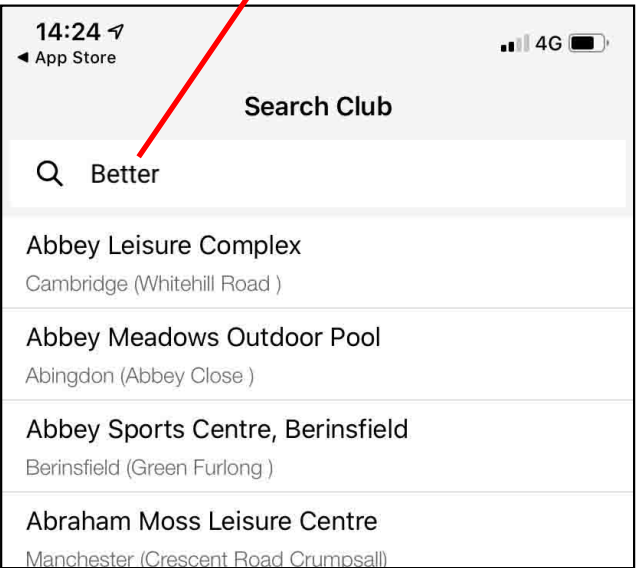 14:24
◀ App Store
4G
Search Club
Better
Abbey Leisure Complex
Cambridge (Whitehill Road )
Abbey Meadows Outdoor Pool
Abingdon (Abbey Close )
Abbey Sports Centre, Berinsfield
Berinsfield (Green Furlong )
Abraham Moss Leisure Centre
Manchester (Crescent Road Crumpsall)